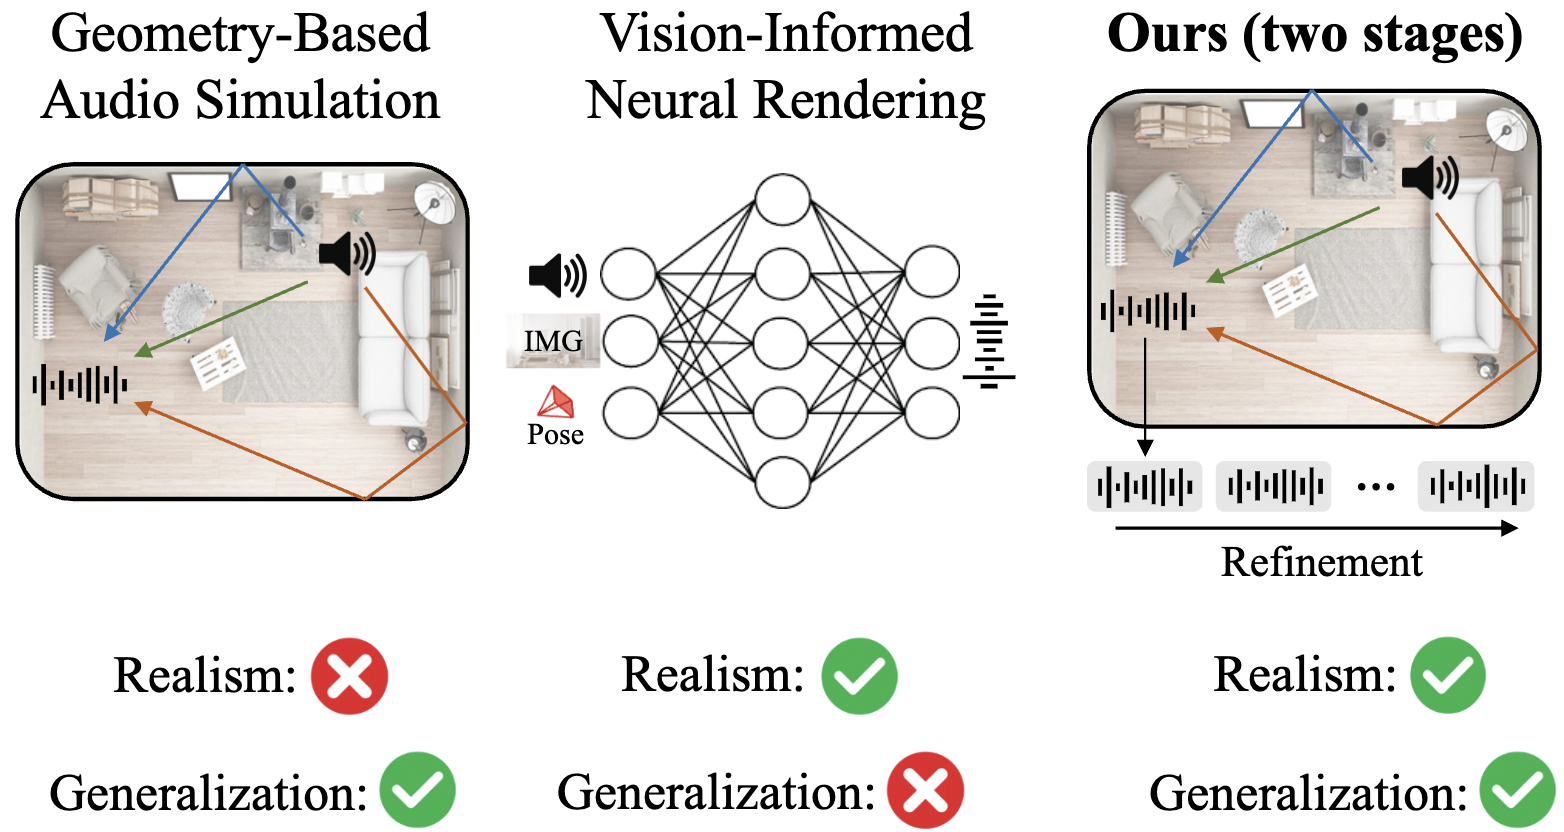 Geometry-Based
Audio Simulation
Vision-Informed
Neural Rendering
IMG
Pose
Ours (two stages)
...
Refinement
Realism:
Generalization:
Realism:
Generalization:
Realism:
Generalization: